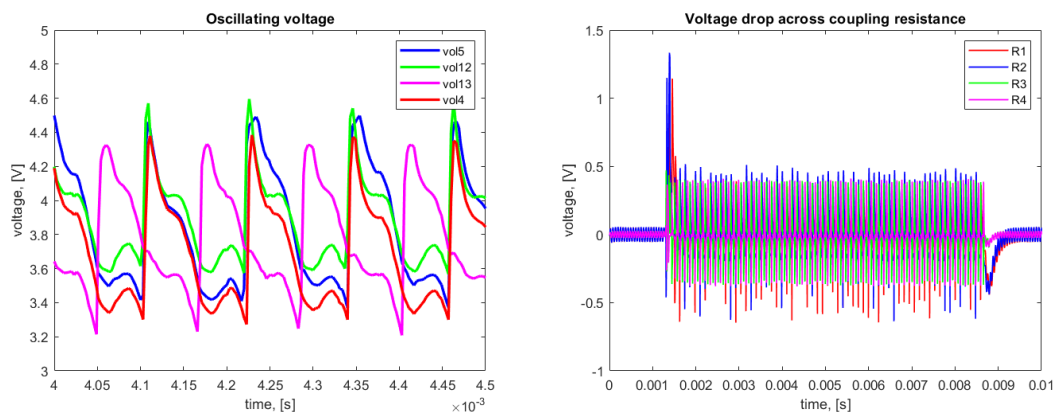 Oscillating voltage
voltage, [V]
5
4.8
4.6
4.4
4.2
4
3.8
3.6
3.4
3.2
3
vol5
vol12
vol13
vol4
4 4.05 4.1 4.15 4.2 4.25 4.3 4.35 4.4 4.45 4.5
time, [s]
×10⁻³
Voltage drop across coupling resistance
voltage, [V]
1.5
1
0.5
0
-0.5
-1
R1
R2
R3
R4
0 0.001 0.002 0.003 0.004 0.005 0.006 0.007 0.008 0.009 0.01
time, [s]